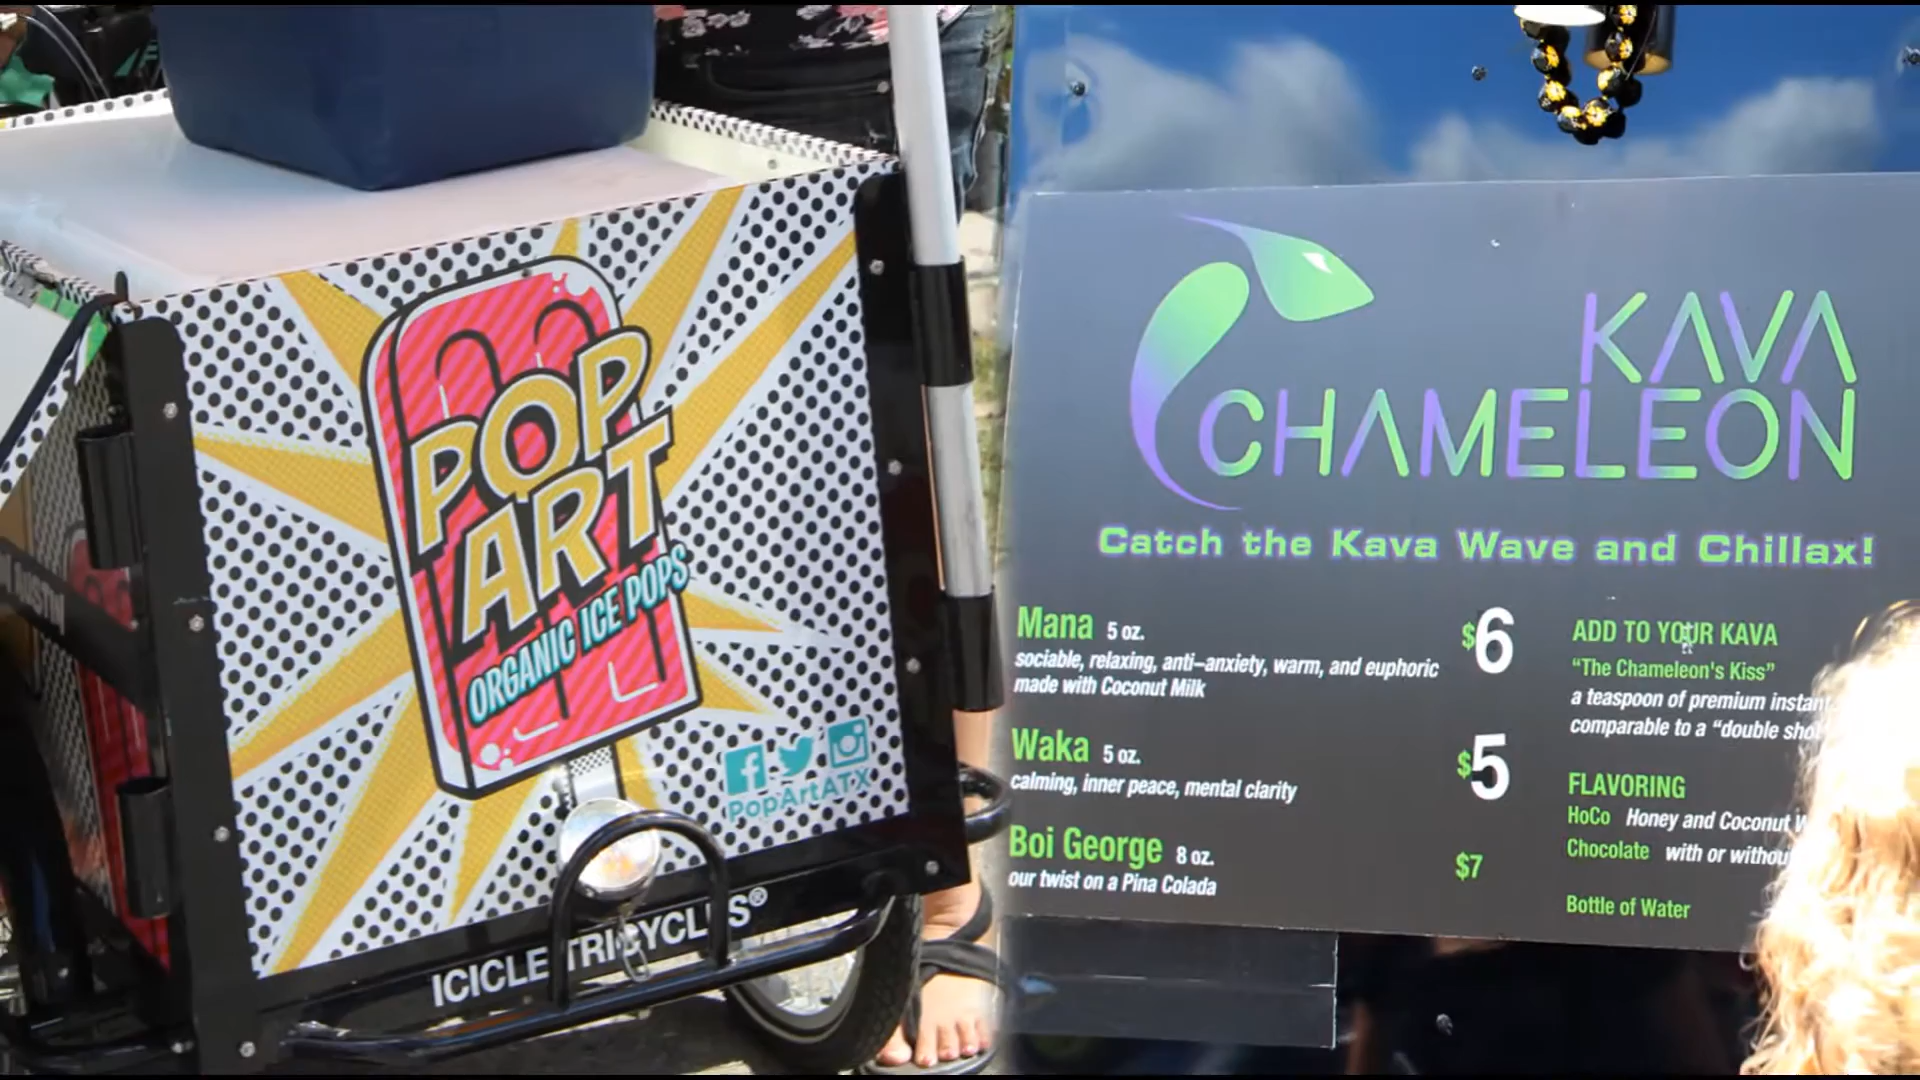 POP
ART
ORGANIC ICE POPS
PopArtATX
ICICLE TRICYCLES®
AUSTIN
KAVA
CHAMELEON
Catch the Kava Wave and Chillax!
Mana 5 oz. $6
sociable, relaxing, anti–anxiety, warm, and euphoric
made with Coconut Milk
Waka 5 oz. $5
calming, inner peace, mental clarity
Boi George 8 oz. $7
our twist on a Pina Colada
ADD TO YOUR KAVA
“The Chameleon's Kiss”
a teaspoon of premium instant
comparable to a “double
FLAVORING
HoCo Honey and Coconut
Chocolate with or
Bottle of Water